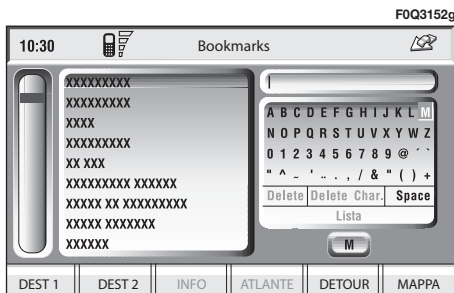 F0Q3152g
10:30 Bookmarks
XXXXXXXXX
XXXXXXXXX
XXXX
XXXXXXXXX
XX XXX
XXXXXXXXX XXXXXX
XXXXX XX XXXXXXXXX
XXXXX XXXXXXX
XXXXXX
A B C D E F G H I J K L M
N O P Q R S T U V X Y W Z
0 1 2 3 4 5 6 7 8 9 @ ´ `
" ^ ~ ' ¨ . , / & " ( ) +
Delete Delete Char. Space
Lista
M
DEST 1 DEST 2 INFO ATLANTE DETOUR MAPPA